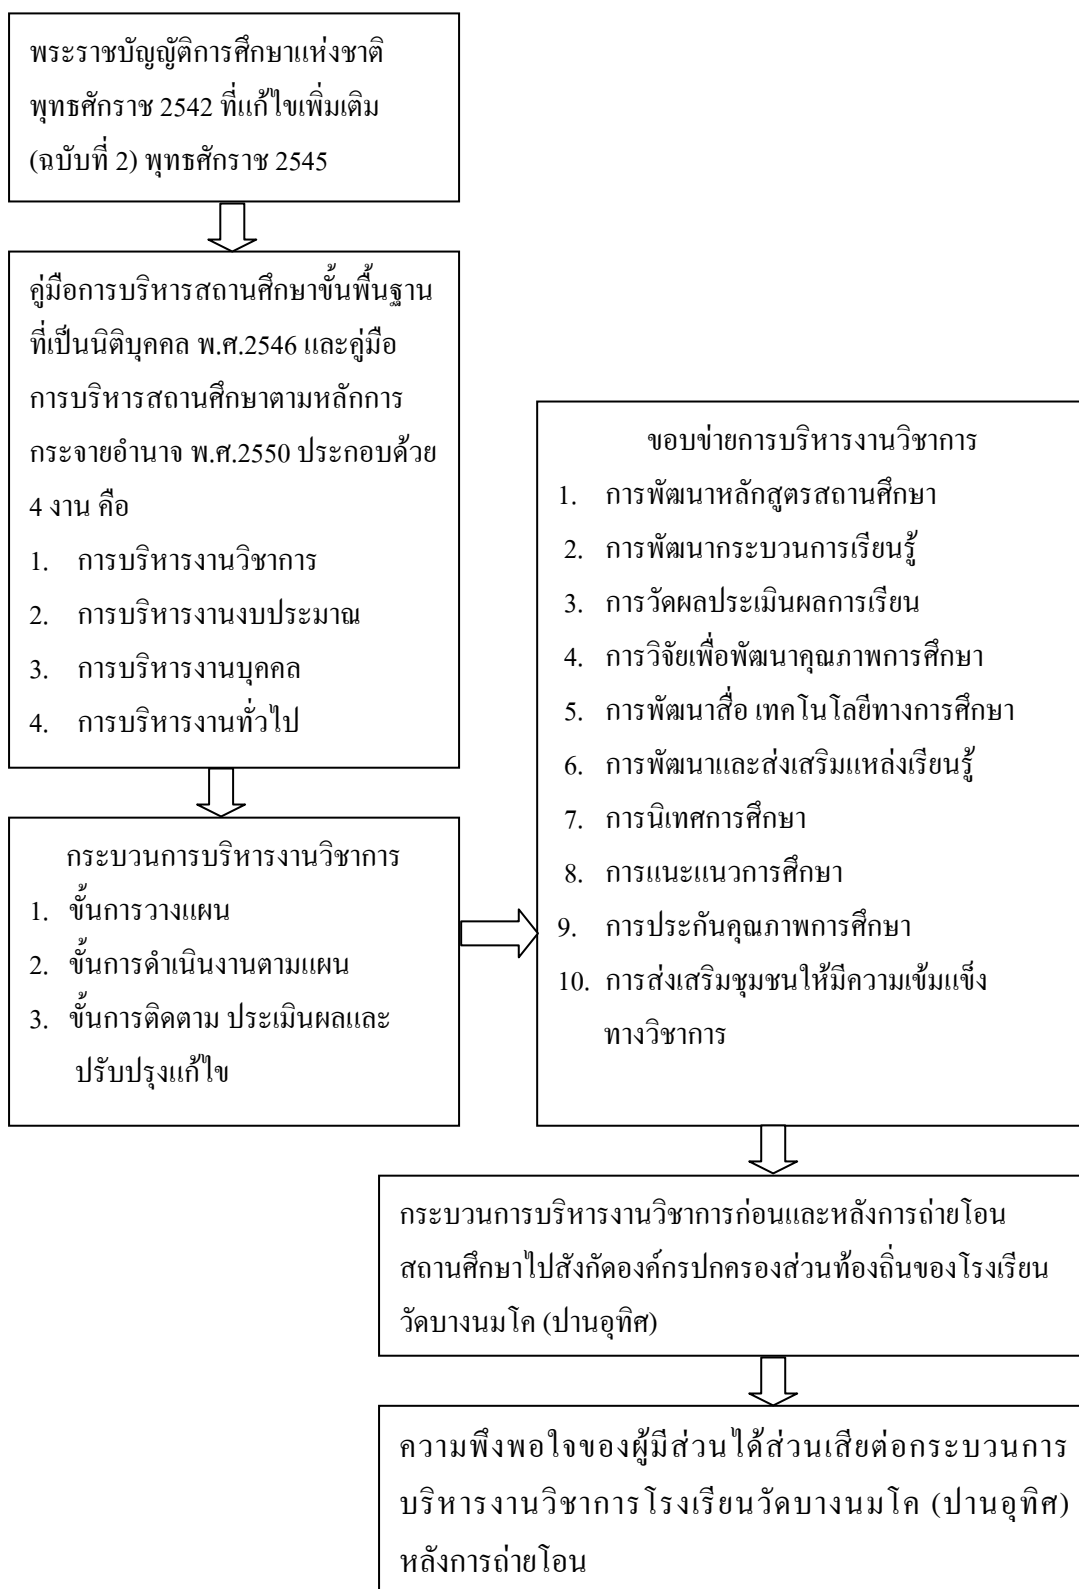 พระราชบัญญัติการศึกษาแห่งชาติ
พุทธศักราช 2542 ที่แก้ไขเพิ่มเติม
(ฉบับที่ 2) พุทธศักราช 2545
คู่มือการบริหารสถานศึกษาขั้นพื้นฐาน
ที่เป็นนิติบุคคล พ.ศ.2546 และคู่มือ
การบริหารสถานศึกษาตามหลักการ
กระจายอำนาจ พ.ศ.2550 ประกอบด้วย
4 งาน คือ
1. การบริหารงานวิชาการ
2. การบริหารงานงบประมาณ
3. การบริหารงานบุคคล
4. การบริหารงานทั่วไป
กระบวนการบริหารงานวิชาการ
1. ขั้นการวางแผน
2. ขั้นการดำเนินงานตามแผน
3. ขั้นการติดตาม ประเมินผลและ
ปรับปรุงแก้ไข
ขอบข่ายการบริหารงานวิชาการ
1. การพัฒนาหลักสูตรสถานศึกษา
2. การพัฒนากระบวนการเรียนรู้
3. การวัดผลประเมินผลการเรียน
4. การวิจัยเพื่อพัฒนาคุณภาพการศึกษา
5. การพัฒนาสื่อ เทคโนโลยีทางการศึกษา
6. การพัฒนาและส่งเสริมแหล่งเรียนรู้
7. การนิเทศการศึกษา
8. การแนะแนวการศึกษา
9. การประกันคุณภาพการศึกษา
10. การส่งเสริมชุมชนให้มีความเข้มแข็ง
ทางวิชาการ
กระบวนการบริหารงานวิชาการก่อนและหลังการถ่ายโอน
สถานศึกษาไปสังกัดองค์กรปกครองส่วนท้องถิ่นของโรงเรียน
วัดบางนมโค (ปานอุทิศ)
ความพึงพอใจของผู้มีส่วนได้ส่วนเสียต่อกระบวนการ
บริหารงานวิชาการโรงเรียนวัดบางนมโค (ปานอุทิศ)
หลังการถ่ายโอน